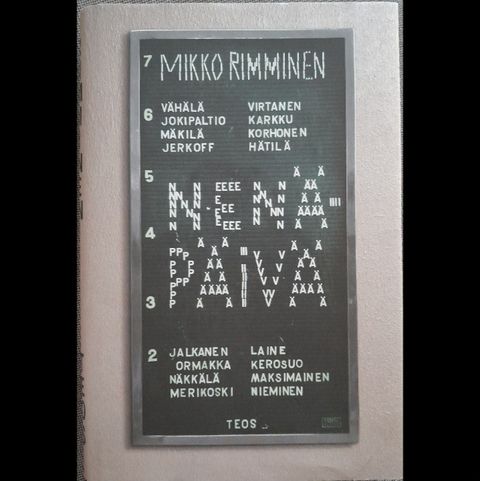 7 MIKKO RIMMINEN
6 VÄHÄLÄ VIRTANEN
JOKIPALTIO KARKKU
MÄKILÄ KORHONEN
JERKOFF HÄTILÄ
5
NENÄ-
4
PÄIVÄ
3
2 JALKANEN LAINE
ORMAKKA KEROSUO
NÄKKÄLÄ MAKSIMAINEN
MERIKOSKI NIEMINEN
TEOS